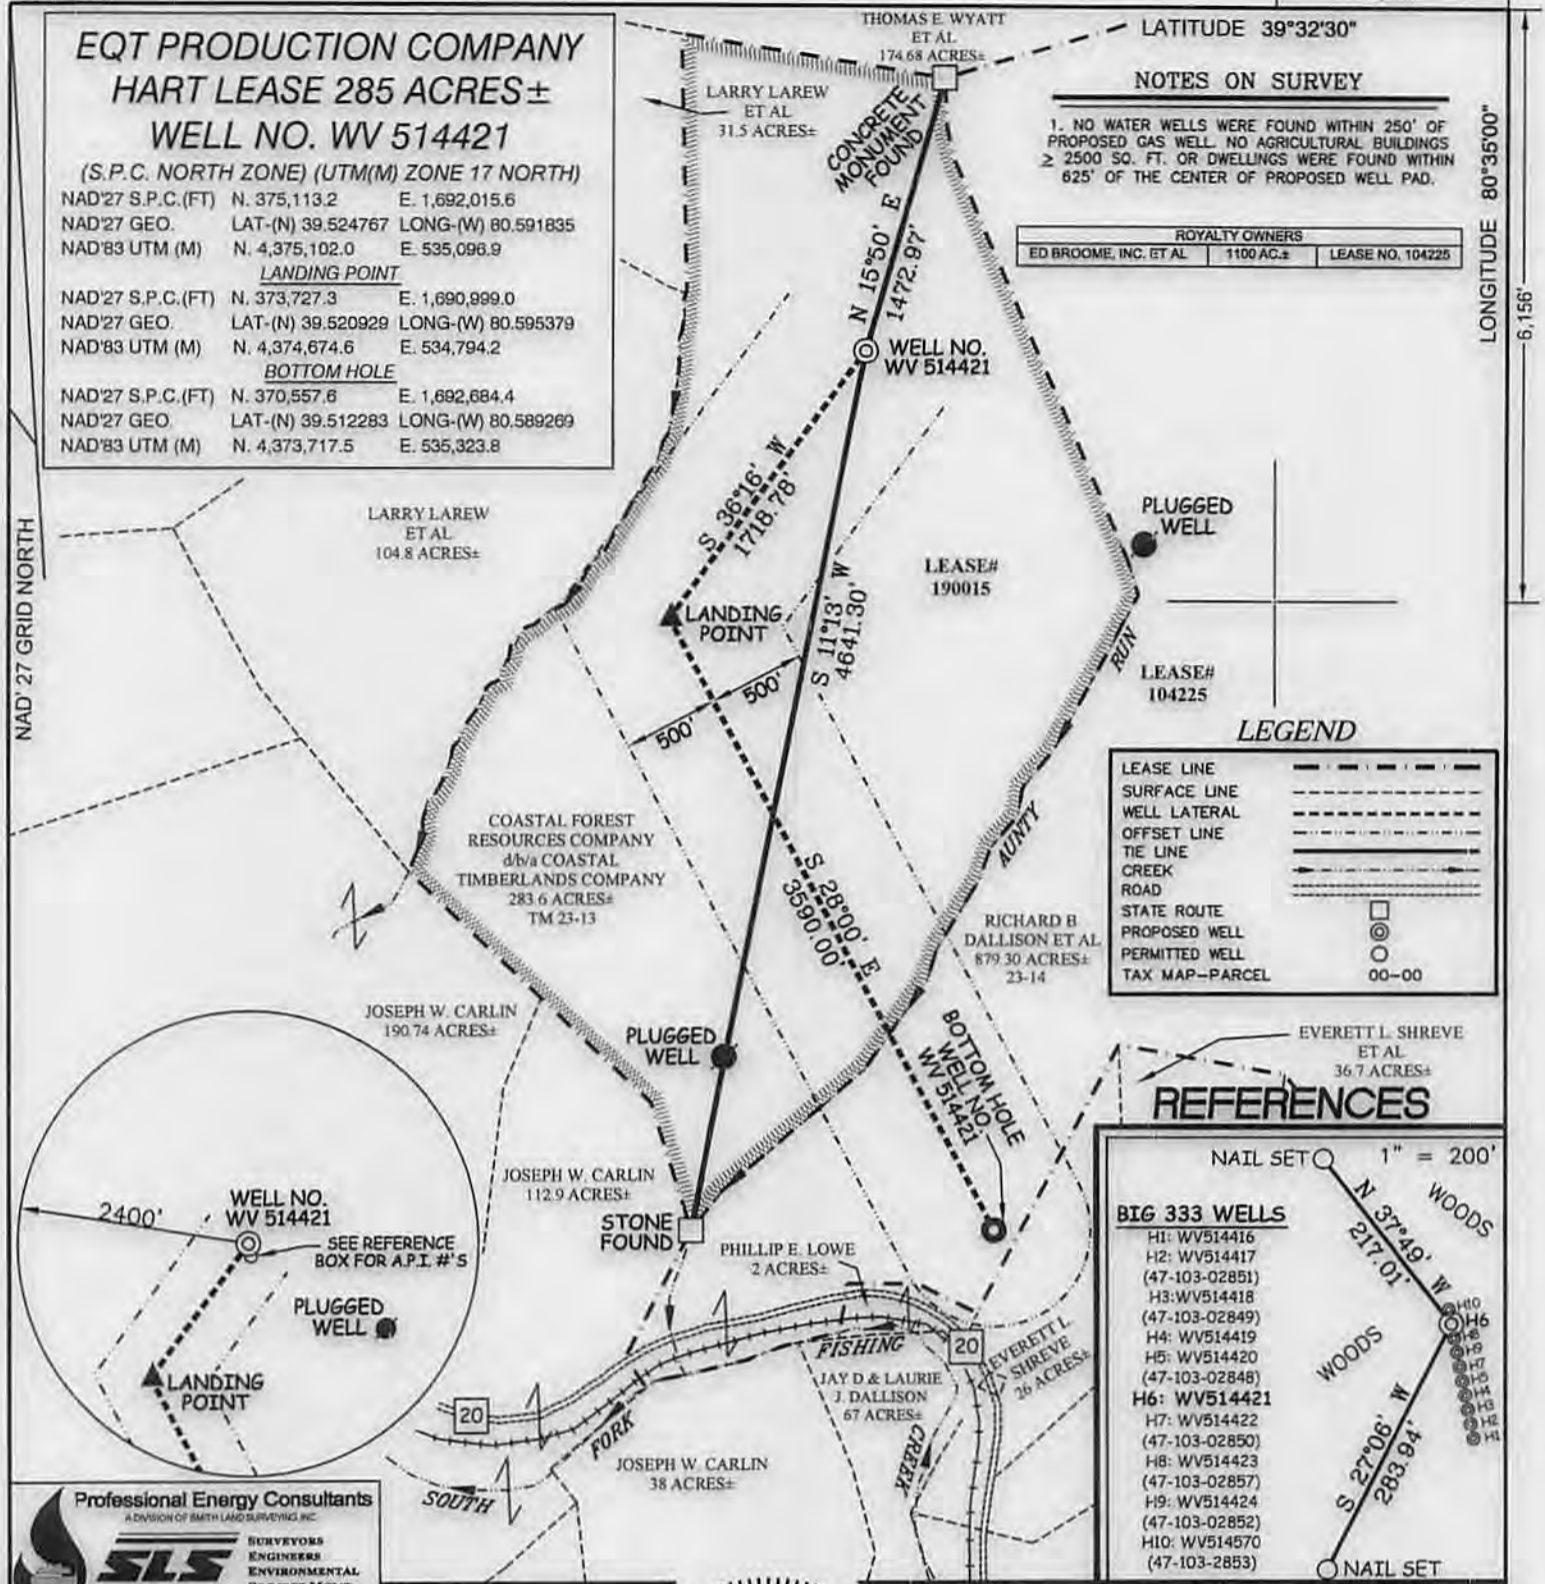 EQT PRODUCTION COMPANY
HART LEASE 285 ACRES±
WELL NO. WV 514421
(S.P.C. NORTH ZONE) (UTM(M) ZONE 17 NORTH)
NAD'27 S.P.C.(FT) N. 375,113.2 E. 1,692,015.6
NAD'27 GEO. LAT-(N) 39.524767 LONG-(W) 80.591835
NAD'83 UTM (M) N. 4,375,102.0 E. 535,096.9
LANDING POINT
NAD'27 S.P.C.(FT) N. 373,727.3 E. 1,690,999.0
NAD'27 GEO. LAT-(N) 39.520929 LONG-(W) 80.595379
NAD'83 UTM (M) N. 4,374,674.6 E. 534,794.2
BOTTOM HOLE
NAD'27 S.P.C.(FT) N. 370,557.6 E. 1,692,684.4
NAD'27 GEO. LAT-(N) 39.512283 LONG-(W) 80.589269
NAD'83 UTM (M) N. 4,373,717.5 E. 535,323.8
THOMAS E. WYATT
ET AL
174.68 ACRES±
LATITUDE 39°32'30"
NOTES ON SURVEY
1. NO WATER WELLS WERE FOUND WITHIN 250' OF
PROPOSED GAS WELL. NO AGRICULTURAL BUILDINGS
≥ 2500 SQ. FT. OR DWELLINGS WERE FOUND WITHIN
625' OF THE CENTER OF PROPOSED WELL PAD.
ROYALTY OWNERS
ED BROOME, INC. ET AL 1100 AC.± LEASE NO. 104225
LONGITUDE 80°35'00"
6,156'
LARRY LAREW
ET AL
31.5 ACRES±
CONCRETE
MONUMENT
FOUND
N 15°50' E
1472.97'
WELL NO.
WV 514421
NAD'27 GRID NORTH
LARRY LAREW
ET AL
104.8 ACRES±
S 36°16' W
1718.78'
LANDING
POINT
S 11°13' W
4641.30'
500'
500'
LEASE#
190015
PLUGGED
WELL
RUN
LEASE#
104225
AUNTY
LEGEND
LEASE LINE
SURFACE LINE
WELL LATERAL
OFFSET LINE
TIE LINE
CREEK
ROAD
STATE ROUTE
PROPOSED WELL
PERMITTED WELL
TAX MAP-PARCEL 00-00
COASTAL FOREST
RESOURCES COMPANY
d/b/a COASTAL
TIMBERLANDS COMPANY
283.6 ACRES±
TM 23-13
S 28°00' E
3590.00'
RICHARD B
DALLISON ET AL
879.30 ACRES±
23-14
JOSEPH W. CARLIN
190.74 ACRES±
PLUGGED
WELL
BOTTOM HOLE
WELL NO.
WV 514421
EVERETT L. SHREVE
ET AL
36.7 ACRES±
JOSEPH W. CARLIN
112.9 ACRES±
STONE
FOUND
PHILLIP E. LOWE
2 ACRES±
2400'
WELL NO.
WV 514421
SEE REFERENCE
BOX FOR A.P.I. #'S
PLUGGED
WELL
LANDING
POINT
20
20
FISHING
FORK
SOUTH
CREEK
EVERETT L.
SHREVE
26 ACRES±
JAY D & LAURIE
J. DALLISON
67 ACRES±
JOSEPH W. CARLIN
38 ACRES±
REFERENCES
1" = 200'
NAIL SET
N 37°49' W
217.01'
WOODS
WOODS
S 27°06' W
283.94'
NAIL SET
H10
H6
H8
H9
H7
H5
H4
H3
H2
H1
BIG 333 WELLS
H1: WV514416
H2: WV514417
(47-103-02851)
H3:WV514418
(47-103-02849)
H4: WV514419
H5: WV514420
(47-103-02848)
H6: WV514421
H7: WV514422
(47-103-02850)
H8: WV514423
(47-103-02857)
H9: WV514424
(47-103-02852)
H10: WV514570
(47-103-2853)
Professional Energy Consultants
A DIVISION OF SMITH LAND SURVEYING, INC.
SLS
SURVEYORS
ENGINEERS
ENVIRONMENTAL